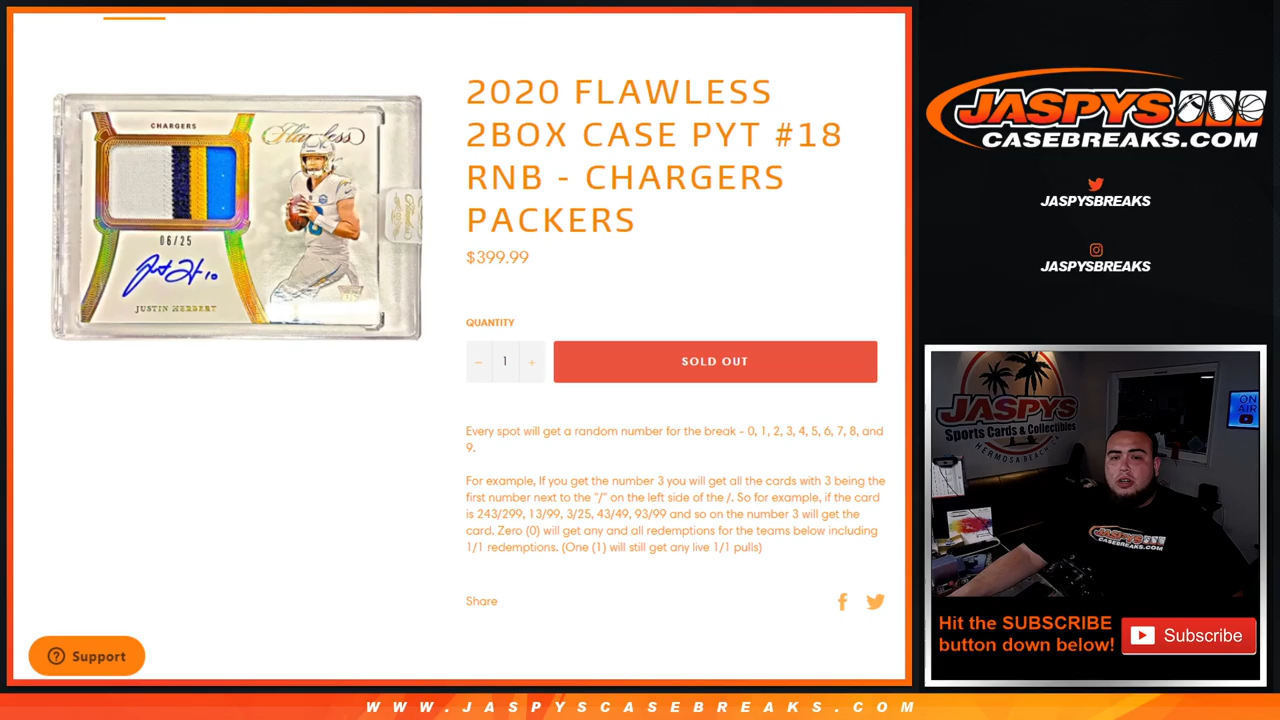 2020 FLAWLESS
2BOX CASE PYT #18
RNB - CHARGERS
PACKERS
$399.99
CHARGERS
Flawless
06/25
JUSTIN HERBERT
QUANTITY
− 1 +
SOLD OUT
Every spot will get a random number for the break - 0, 1, 2, 3, 4, 5, 6, 7, 8, and
9.
For example, If you get the number 3 you will get all the cards with 3 being the
first number next to the "/" on the left side of the /. So for example, if the card
is 243/299, 13/99, 3/25, 43/49, 93/99 and so on the number 3 will get the
card. Zero (0) will get any and all redemptions for the teams below including
1/1 redemptions. (One (1) will still get any live 1/1 pulls)
Share
Support
JASPYS
CASEBREAKS.COM
JASPYSBREAKS
JASPYSBREAKS
JASPYS
Sports Cards & Collectibles
HERMOSA BEACH, CA
ON
AIR
JASPYS
CASEBREAKS.COM
Hit the SUBSCRIBE
button down below!
Subscribe
WWW.JASPYSCASEBREAKS.COM